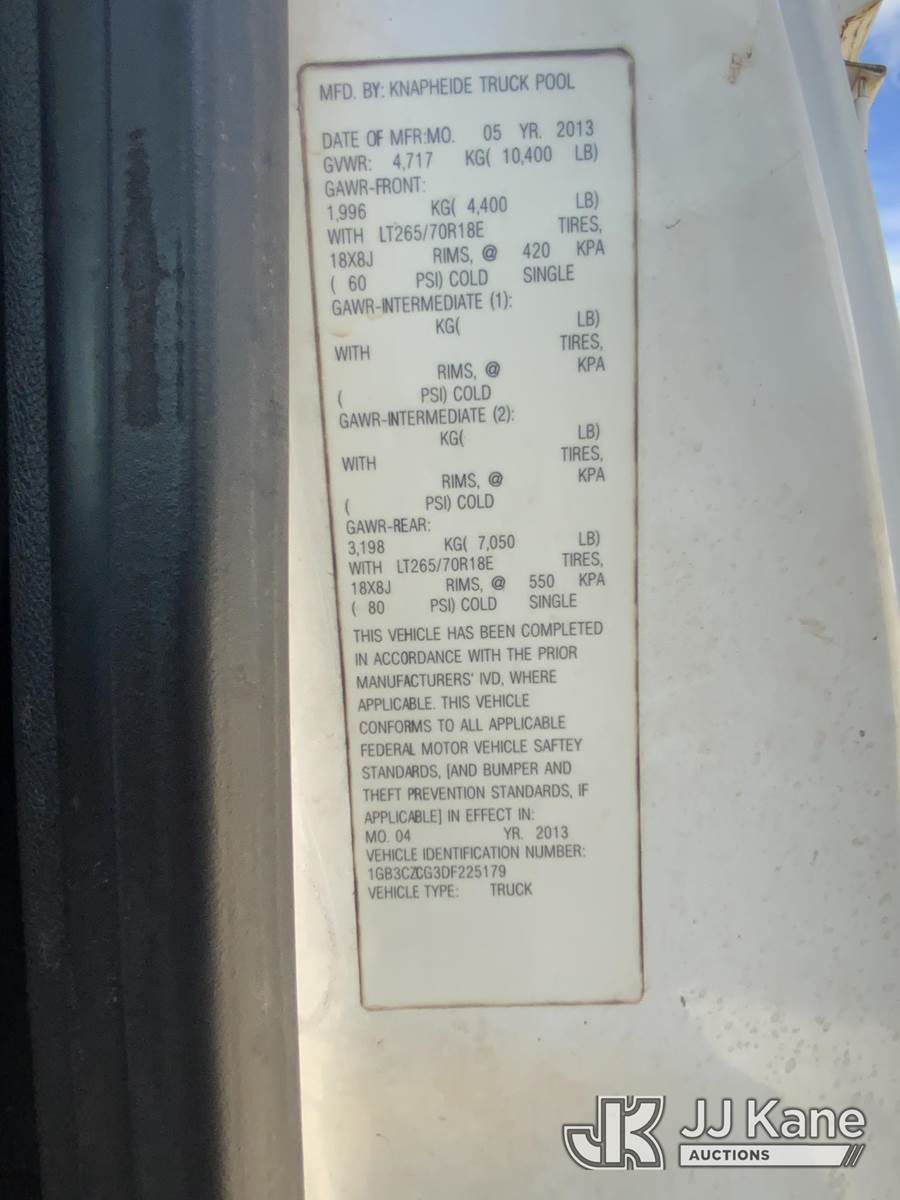 MFD. BY: KNAPHEIDE TRUCK POOL
DATE OF MFR:MO. 05 YR. 2013
GVWR: 4,717 KG( 10,400 LB)
GAWR-FRONT:
1,996 KG( 4,400 LB)
WITH LT265/70R18E TIRES,
18X8J RIMS, @ 420 KPA
( 60 PSI) COLD SINGLE
GAWR-INTERMEDIATE (1):
KG( LB)
WITH TIRES,
RIMS, @ KPA
( PSI) COLD
GAWR-INTERMEDIATE (2):
KG( LB)
WITH TIRES,
RIMS, @ KPA
( PSI) COLD
GAWR-REAR:
3,198 KG( 7,050 LB)
WITH LT265/70R18E TIRES,
18X8J RIMS, @ 550 KPA
( 80 PSI) COLD SINGLE
THIS VEHICLE HAS BEEN COMPLETED
IN ACCORDANCE WITH THE PRIOR
MANUFACTURERS' IVD, WHERE
APPLICABLE. THIS VEHICLE
CONFORMS TO ALL APPLICABLE
FEDERAL MOTOR VEHICLE SAFTEY
STANDARDS, [AND BUMPER AND
THEFT PREVENTION STANDARDS, IF
APPLICABLE] IN EFFECT IN:
MO. 04 YR. 2013
VEHICLE IDENTIFICATION NUMBER:
1GB3CZCG3DF225179
VEHICLE TYPE: TRUCK
JK JJ Kane
AUCTIONS